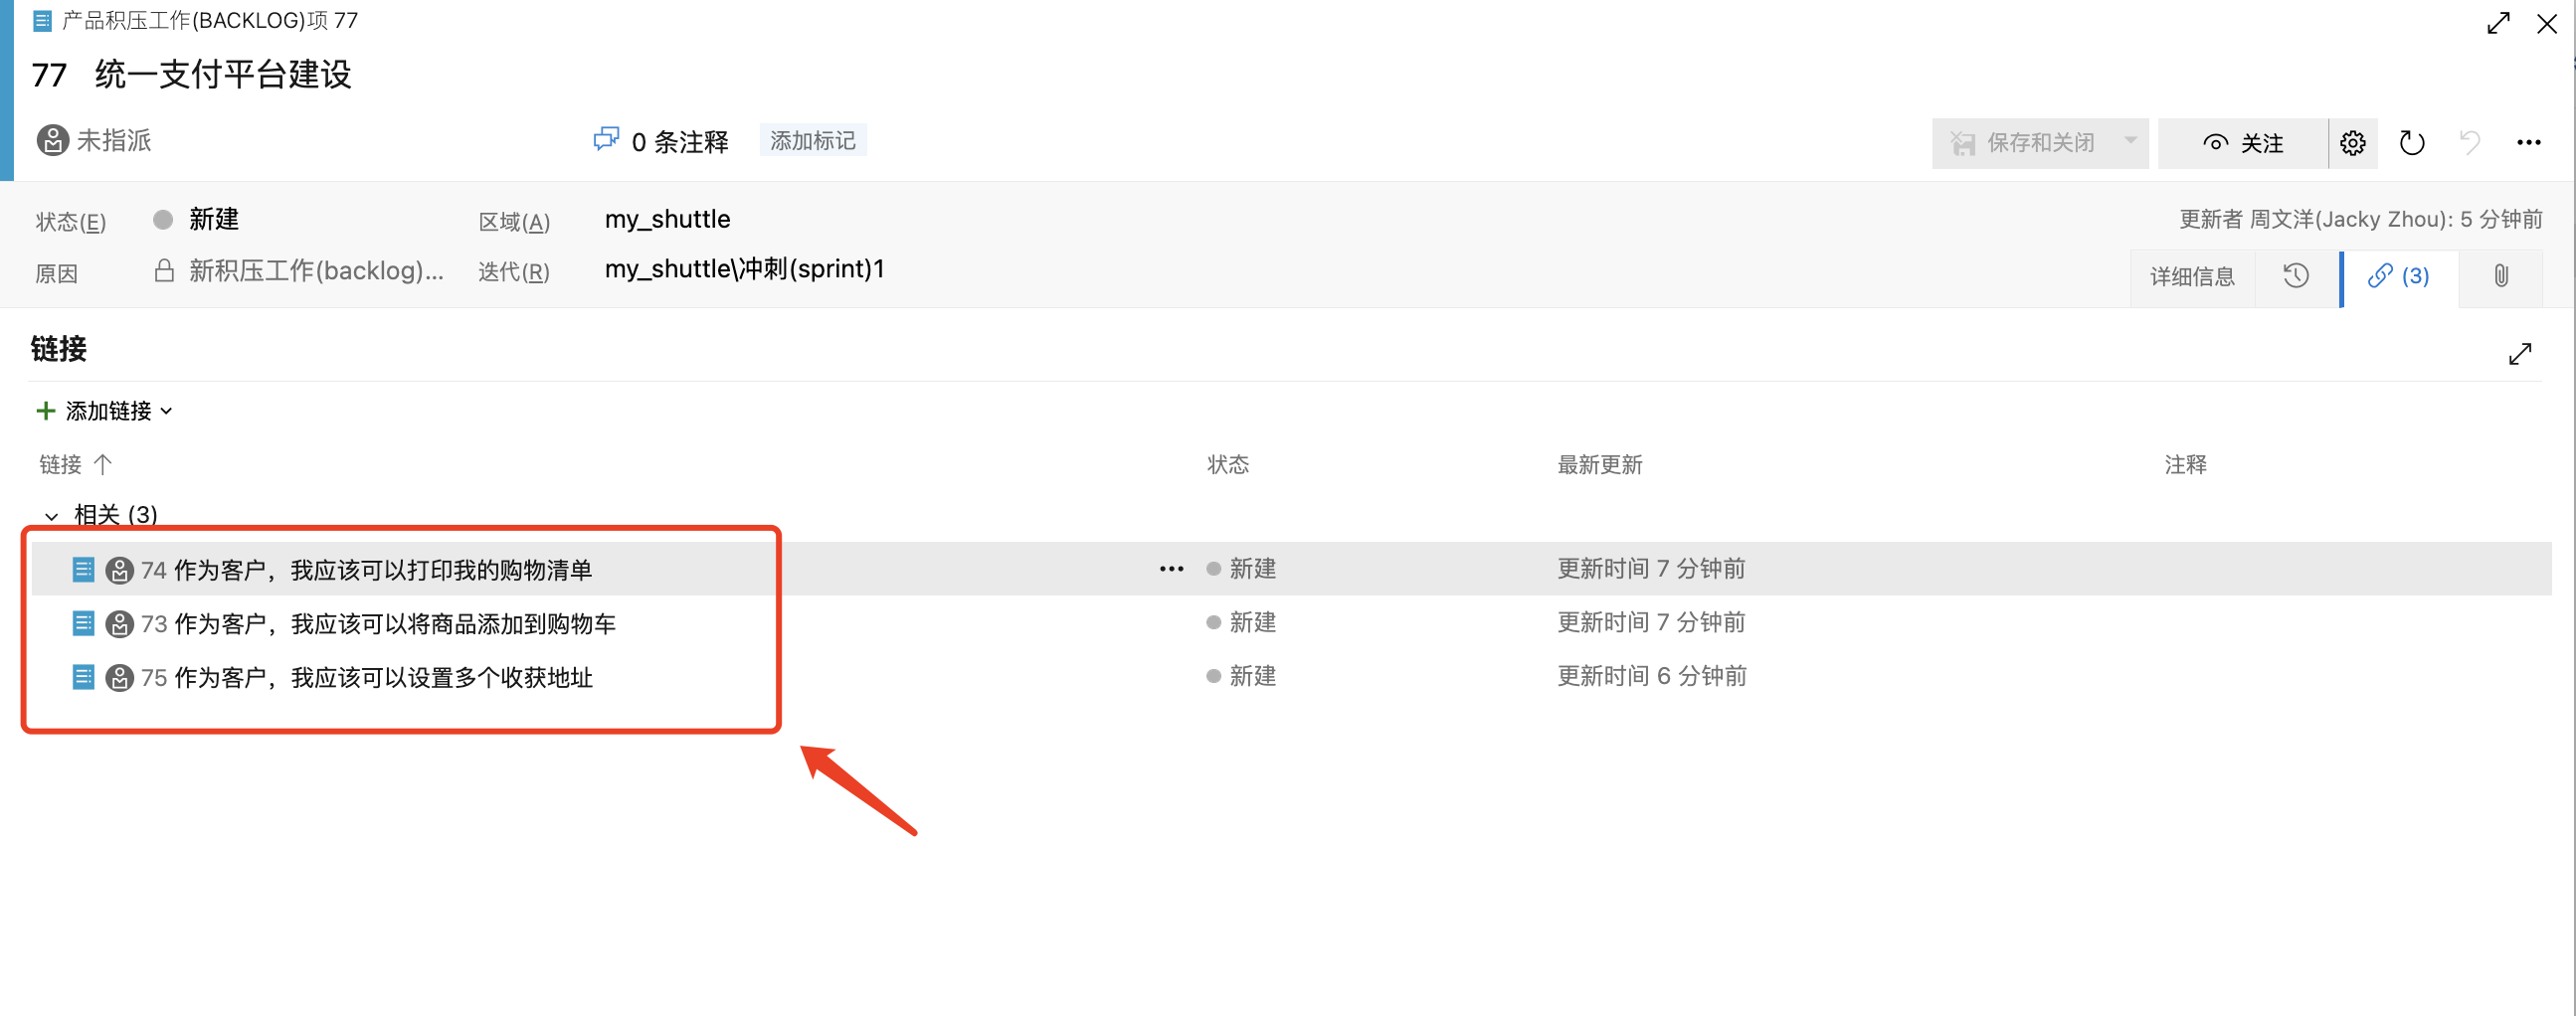 产品积压工作(BACKLOG)项 77
77 统一支付平台建设
未指派 0 条注释 添加标记 保存和关闭 关注
状态(E) 新建 区域(A) my_shuttle 更新者 周文洋(Jacky Zhou): 5 分钟前
原因 新积压工作(backlog)... 迭代(R) my_shuttle\冲刺(sprint)1 详细信息 (3)
链接
添加链接
链接 状态 最新更新 注释
相关 (3)
74 作为客户，我应该可以打印我的购物清单 新建 更新时间 7 分钟前
73 作为客户，我应该可以将商品添加到购物车 新建 更新时间 7 分钟前
75 作为客户，我应该可以设置多个收获地址 新建 更新时间 6 分钟前